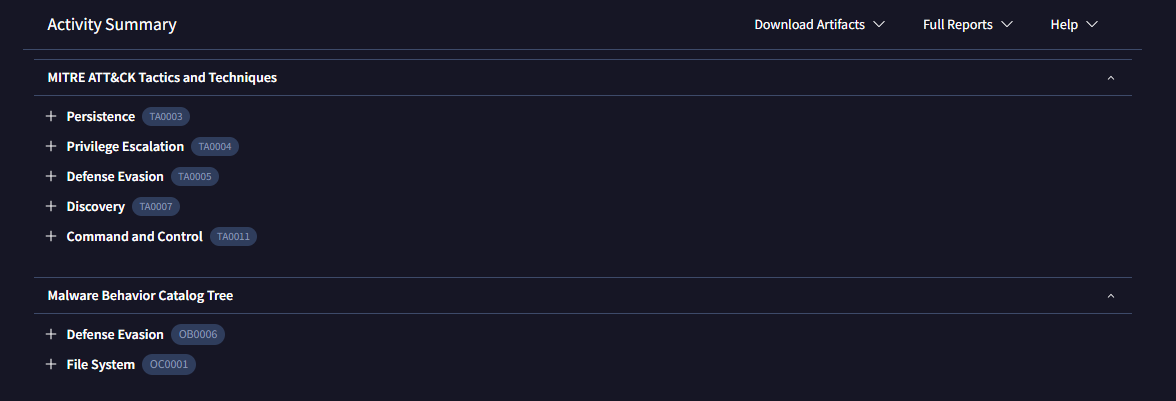 Activity Summary Download Artifacts Full Reports Help
MITRE ATT&CK Tactics and Techniques
Persistence TA0003
Privilege Escalation TA0004
Defense Evasion TA0005
Discovery TA0007
Command and Control TA0011
Malware Behavior Catalog Tree
Defense Evasion OB0006
File System OC0001